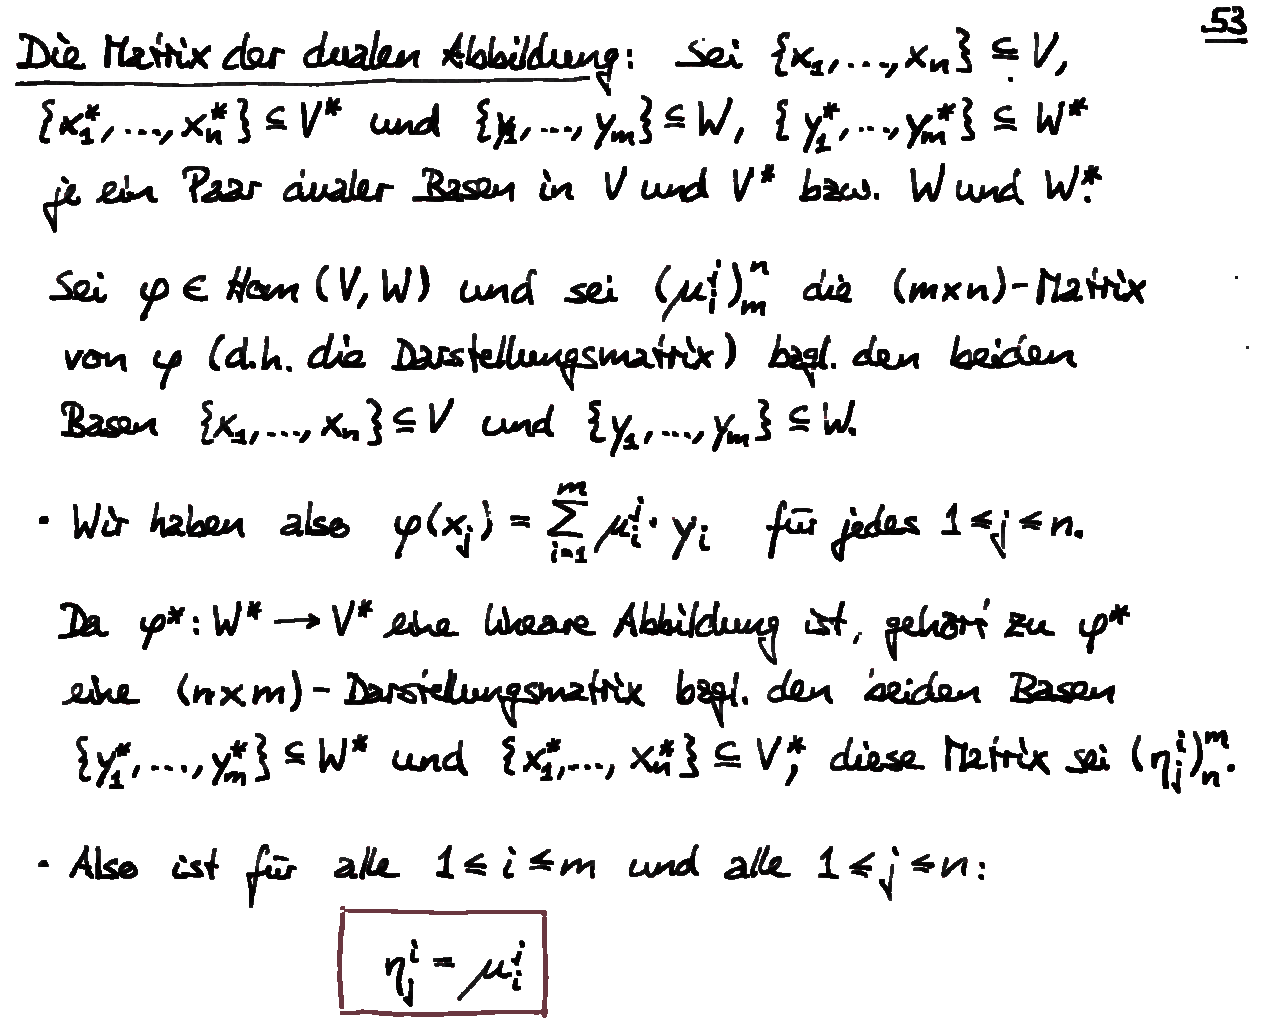 53
Die Matrix der dualen Abbildung: Sei {x₁, ..., xₙ} ⊆ V,
{x₁*, ..., xₙ*} ⊆ V* und {y₁, ..., yₘ} ⊆ W, {y₁*, ..., yₘ*} ⊆ W*
je ein Paar dualer Basen in V und V* bzw. W und W*.
Sei φ ∈ Hom (V, W) und sei (μᵢʲ)ₘⁿ die (m×n)-Matrix
von φ (d.h. die Darstellungsmatrix) bzgl. den beiden
Basen {x₁, ..., xₙ} ⊆ V und {y₁, ..., yₘ} ⊆ W.
· Wir haben also φ(xⱼ) = ∑ᵢ₌₁ᵐ μᵢʲ · yᵢ für jedes 1 ≤ j ≤ n.
Da φ*: W* → V* eine lineare Abbildung ist, gehört zu φ*
eine (n×m)-Darstellungsmatrix bzgl. den beiden Basen
{y₁*, ..., yₘ*} ⊆ W* und {x₁*, ..., xₙ*} ⊆ V*; diese Matrix sei (ηⱼⁱ)ₙᵐ.
· Also ist für alle 1 ≤ i ≤ m und alle 1 ≤ j ≤ n:
ηⱼⁱ = μᵢʲ